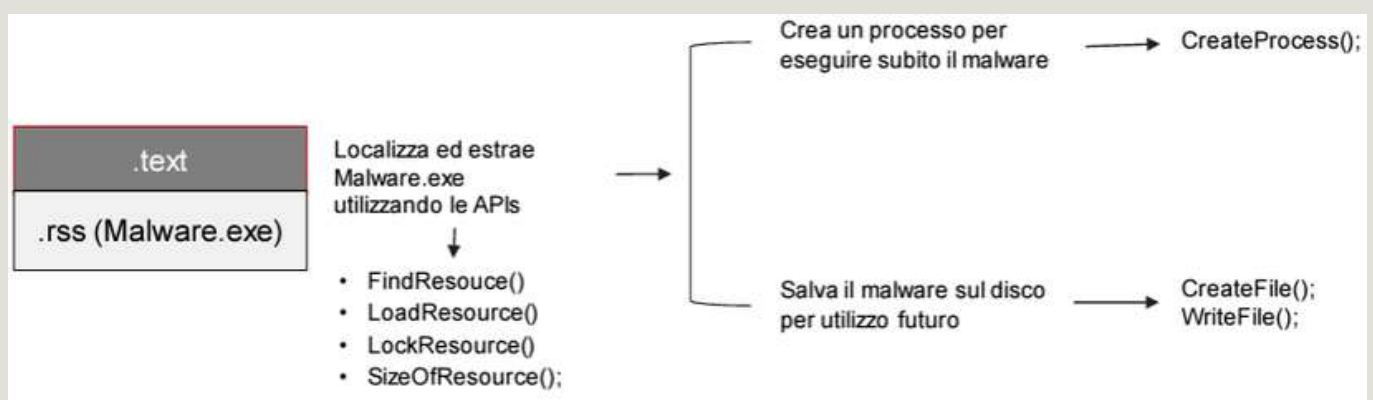 .text
.rss (Malware.exe)
Localizza ed estrae
Malware.exe
utilizzando le APIs
• FindResouce()
• LoadResource()
• LockResource()
• SizeOfResource();
Crea un processo per
eseguire subito il malware
CreateProcess();
Salva il malware sul disco
per utilizzo futuro
CreateFile();
WriteFile();